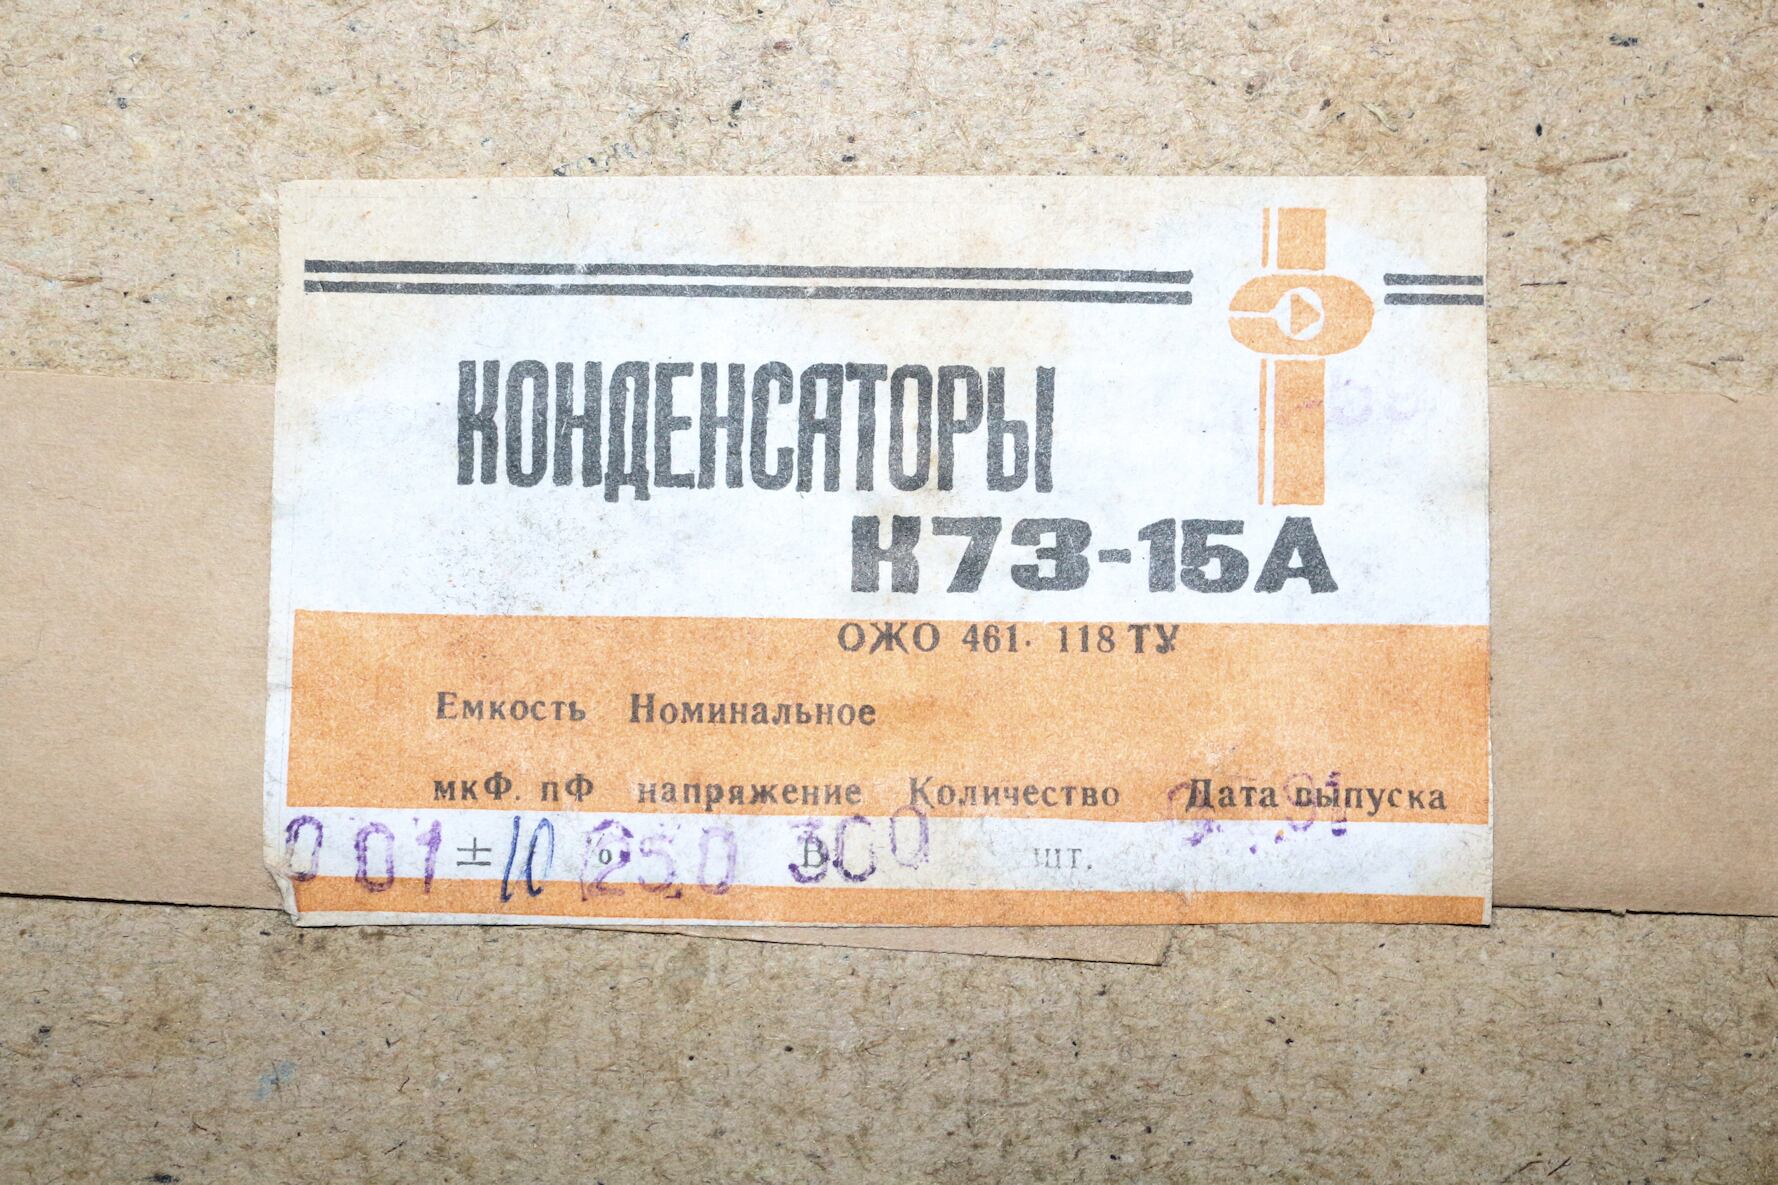 КОНДЕНСАТОРЫ
К73-15А
ОЖО 461. 118 ТУ
Емкость Номинальное
мкФ. пФ напряжение Количество Дата выпуска
0 01 ± 10 % 250 В 300 шт.